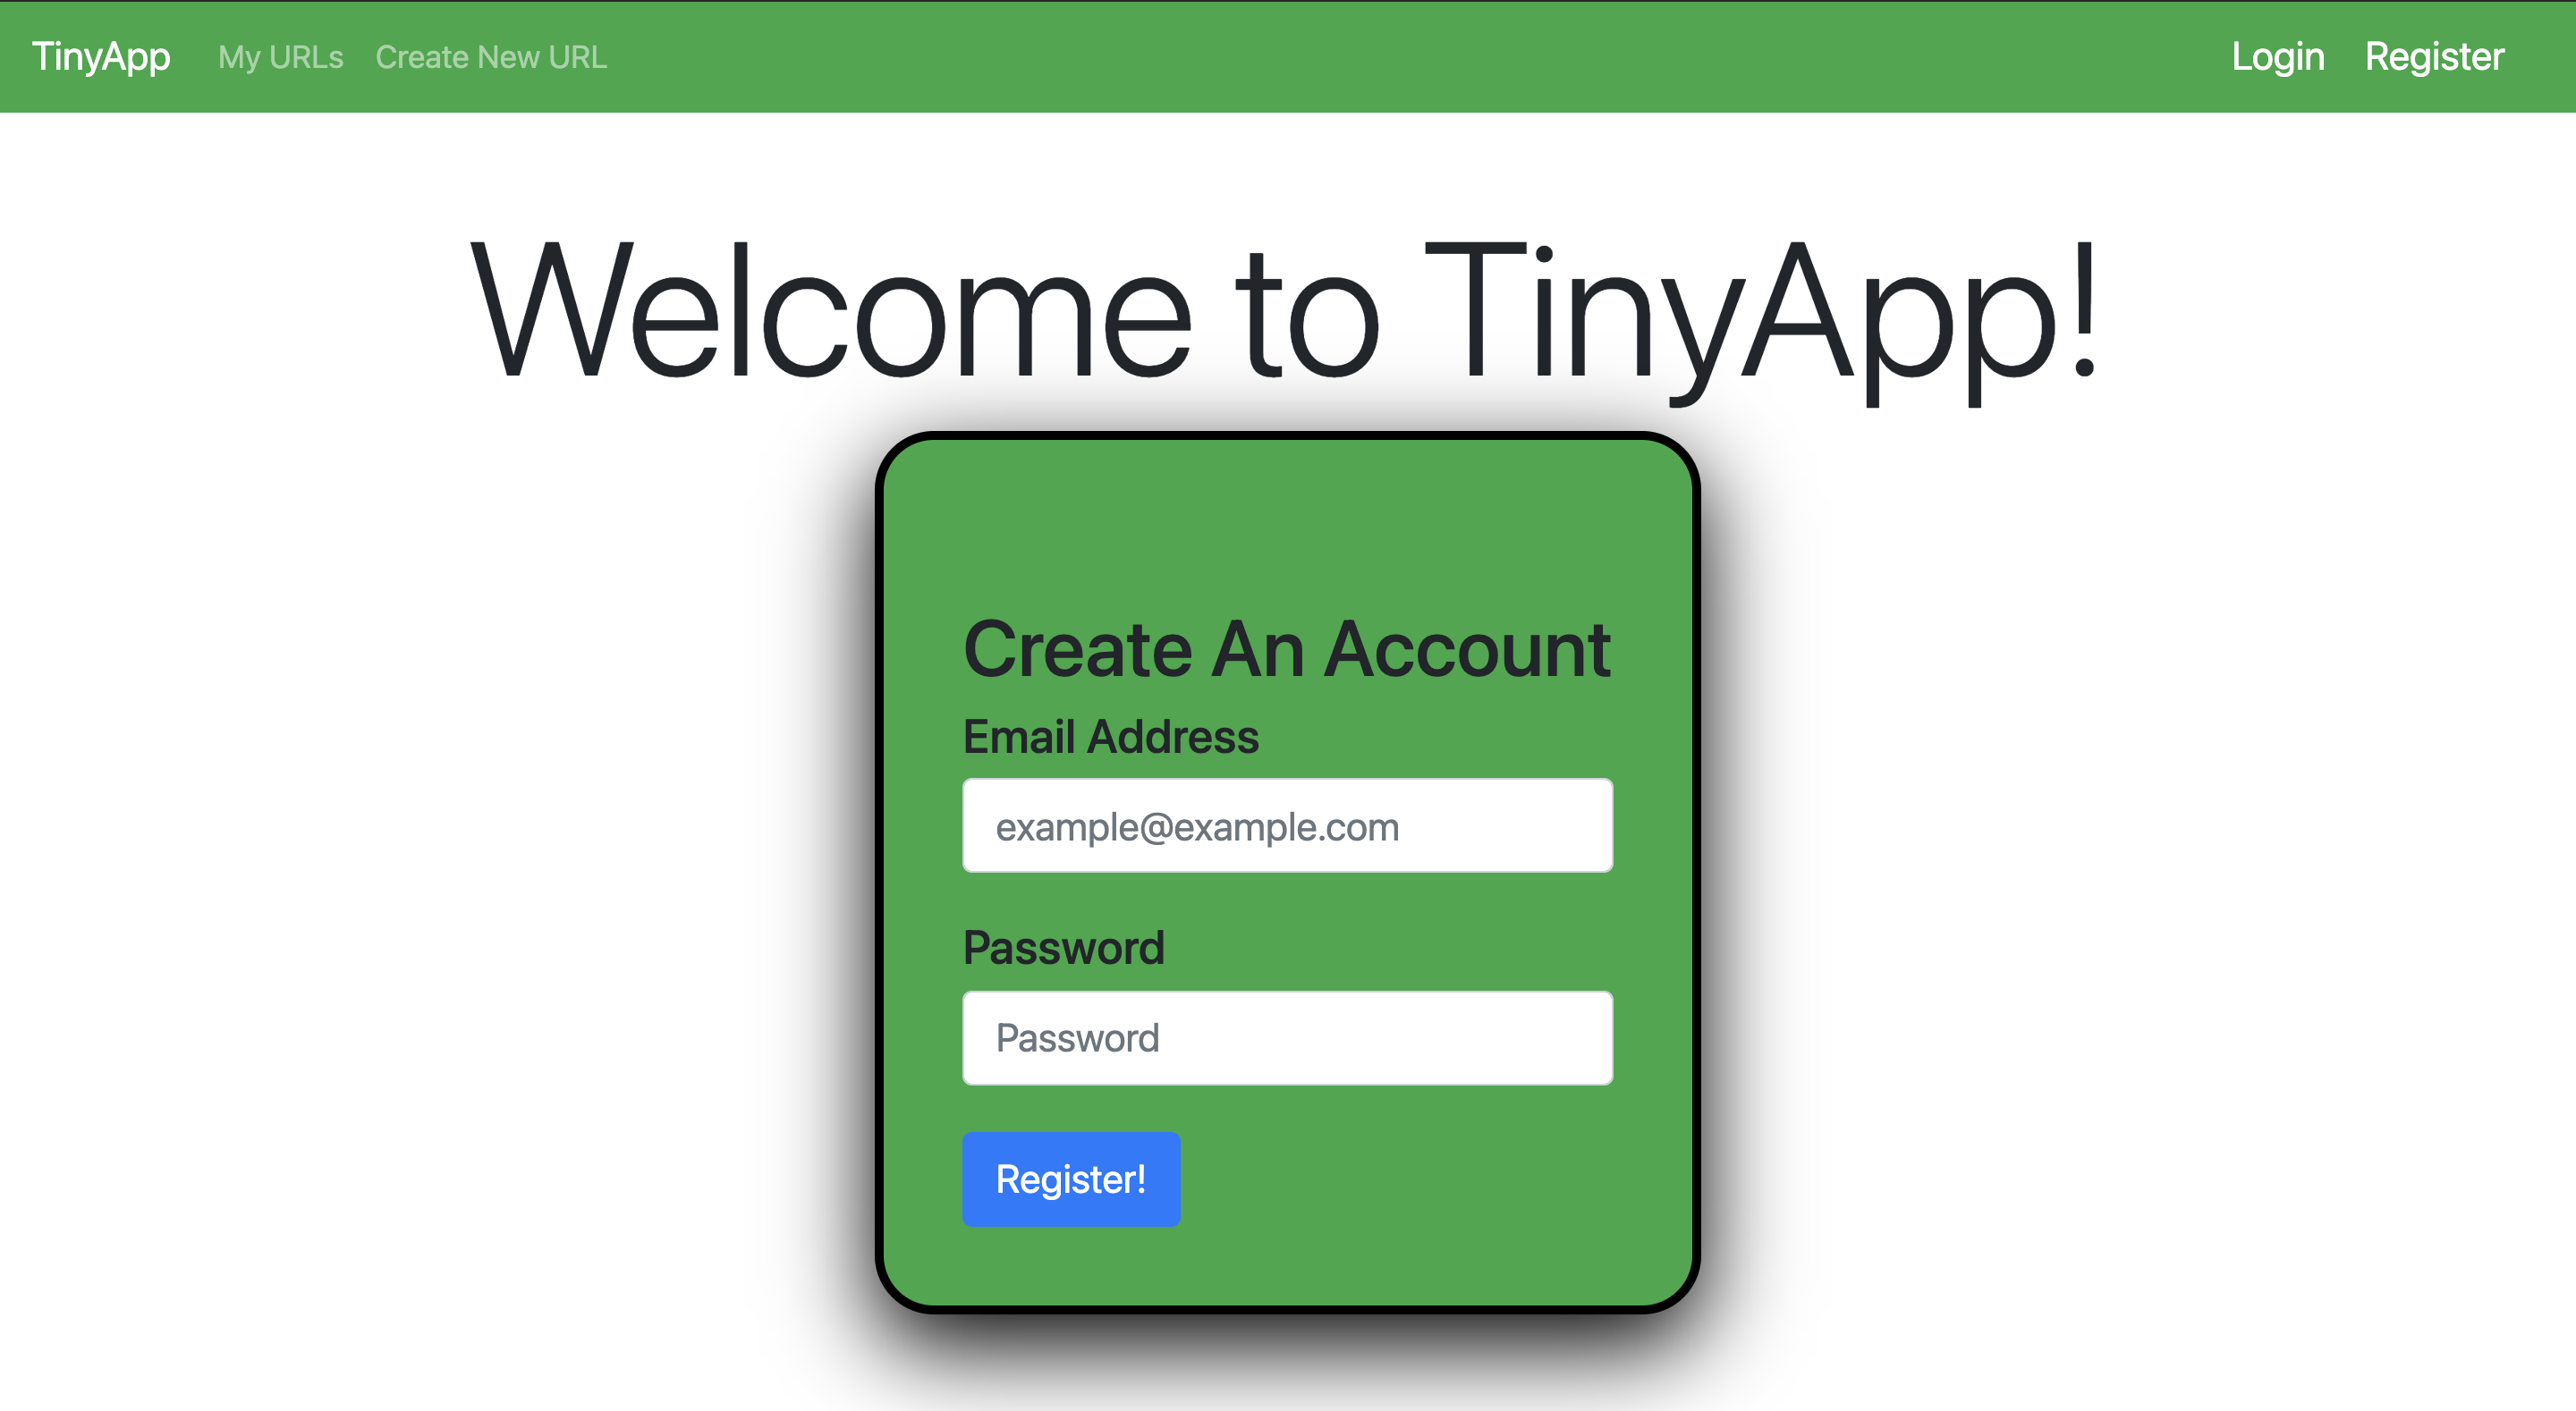 TinyApp My URLs Create New URL Login Register
Welcome to TinyApp!
Create An Account
Email Address
example@example.com
Password
Password
Register!